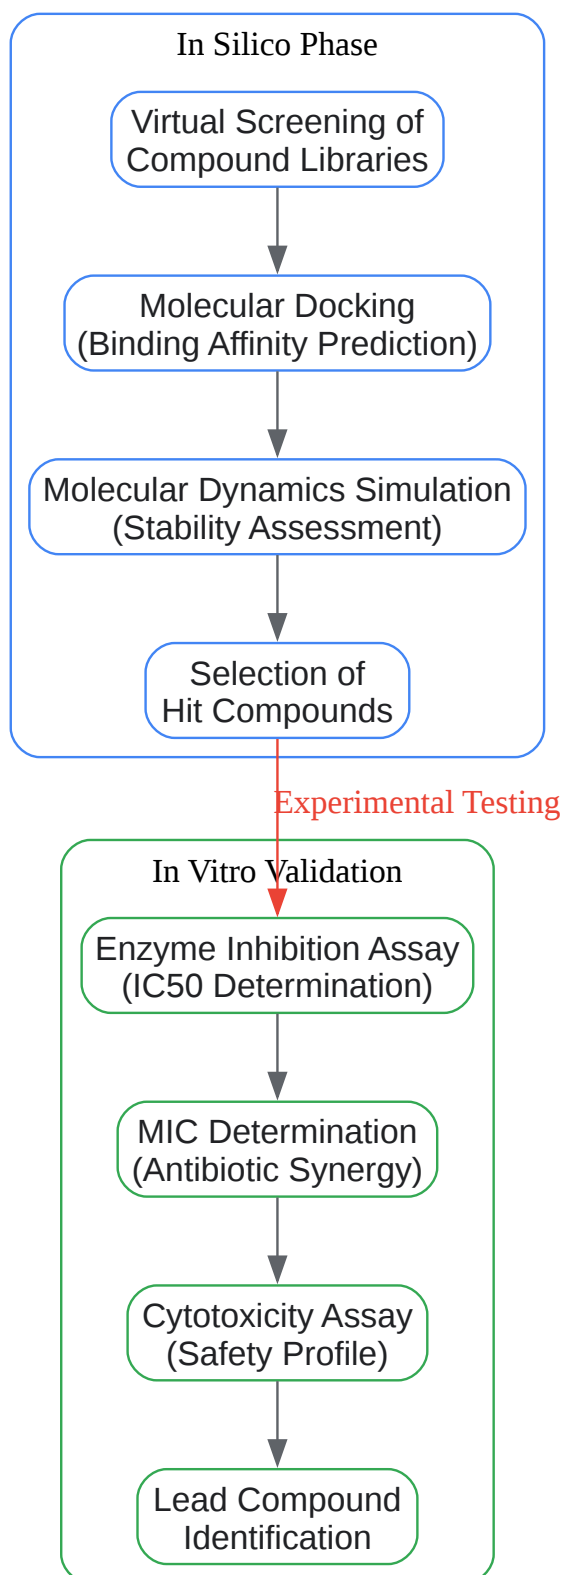 In Silico Phase
Virtual Screening of
Compound Libraries
Molecular Docking
(Binding Affinity Prediction)
Molecular Dynamics Simulation
(Stability Assessment)
Selection of
Hit Compounds
Experimental Testing
In Vitro Validation
Enzyme Inhibition Assay
(IC50 Determination)
MIC Determination
(Antibiotic Synergy)
Cytotoxicity Assay
(Safety Profile)
Lead Compound
Identification